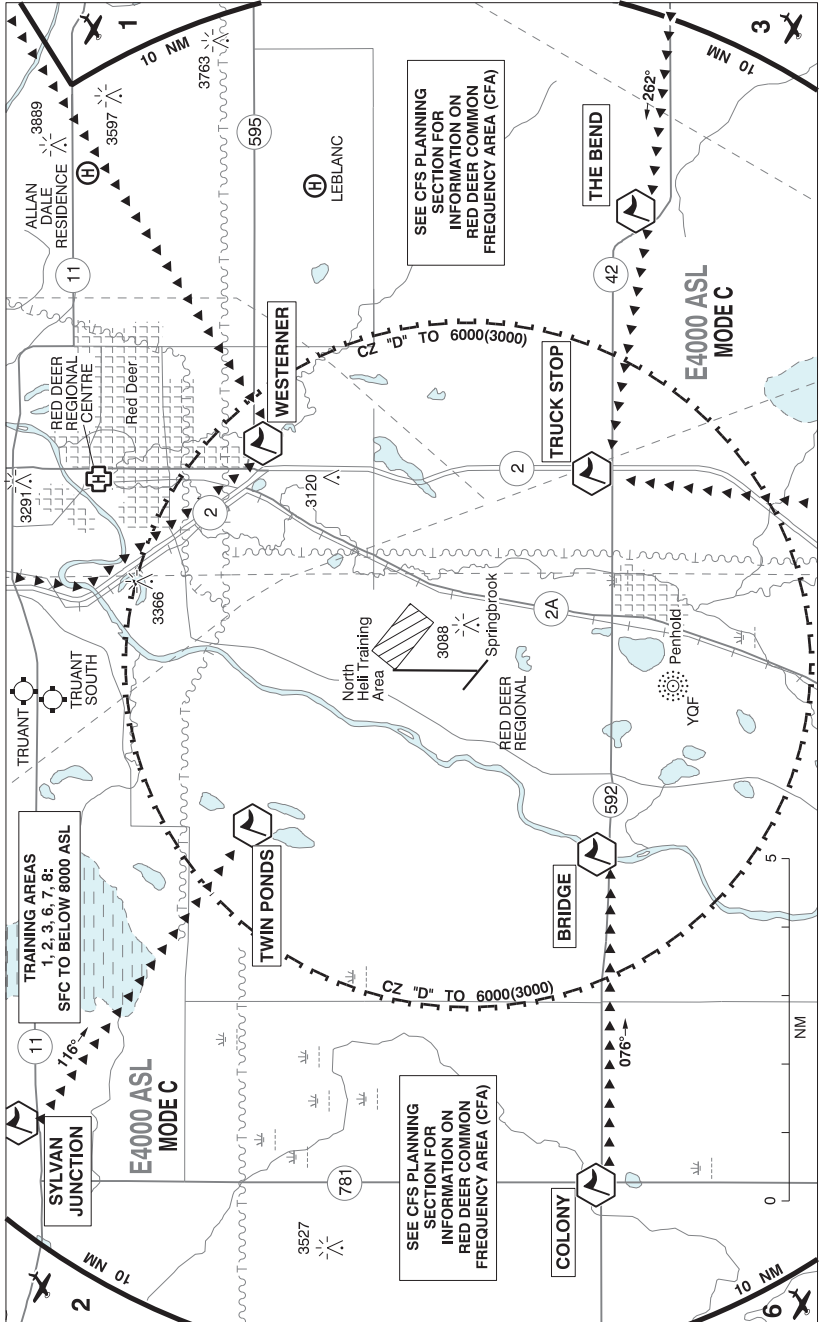 2
10 NM
SYLVAN
JUNCTION
11
116°
E4000 ASL
MODE C
TRAINING AREAS
1, 2, 3, 6, 7, 8:
SFC TO BELOW 8000 ASL
TRUANT
TRUANT
SOUTH
3291
3366
RED DEER
REGIONAL
CENTRE
Red Deer
11
ALLAN
DALE
RESIDENCE
3889
3597
1
10 NM
3763
TWIN PONDS
2
WESTERNER
595
LEBLANC
3527
781
3120
CZ "D" TO 6000(3000)
CZ "D" TO 6000(3000)
North
Heli Training
Area
3088
Springbrook
RED DEER
REGIONAL
SEE CFS PLANNING
SECTION FOR
INFORMATION ON
RED DEER COMMON
FREQUENCY AREA (CFA)
SEE CFS PLANNING
SECTION FOR
INFORMATION ON
RED DEER COMMON
FREQUENCY AREA (CFA)
COLONY
BRIDGE
2
2A
TRUCK STOP
THE BEND
076°
592
42
262°
YQF
Penhold
E4000 ASL
MODE C
0
5
NM
6
10 NM
3
10 NM